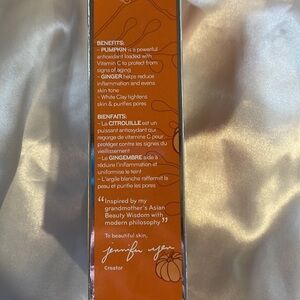 BENEFITS:
- PUMPKIN is a powerful
antioxidant loaded with
Vitamin C to protect from
signs of aging
- GINGER helps reduce
inflammation and evens
skin tone
- White Clay tightens
skin & purifies pores
BIENFAITS:
- La CITROUILLE est un
puissant antioxydant qui
regorge de vitamine C pour
protéger contre les signes du
vieillissement
- Le GINGEMBRE aide à
réduire l'inflammation et
uniformise le teint
- L'argile blanche raffermit la
peau et purifie les pores
"Inspired by my
grandmother's Asian
Beauty Wisdom with
modern philosophy"
To beautiful skin,
jennifer yen
Creator